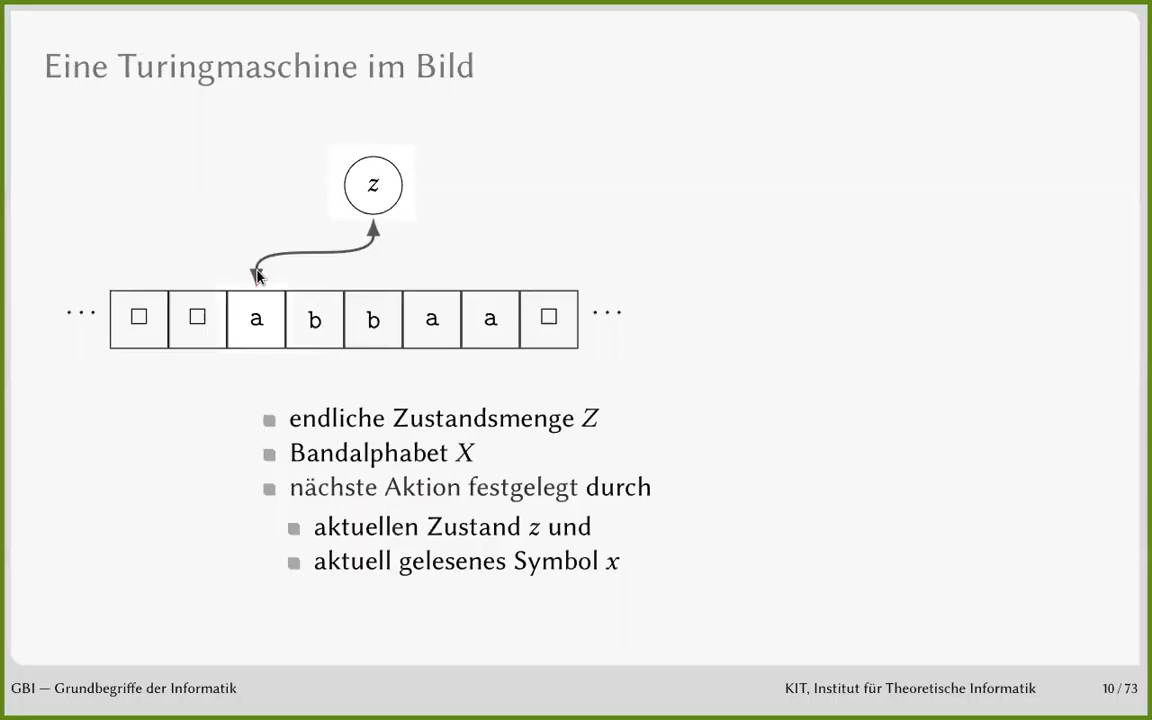 Eine Turingmaschine im Bild
z
··· □ □ a b b a a □ ···
endliche Zustandsmenge Z
Bandalphabet X
nächste Aktion festgelegt durch
aktuellen Zustand z und
aktuell gelesenes Symbol x
GBI — Grundbegriffe der Informatik KIT, Institut für Theoretische Informatik 10 / 73